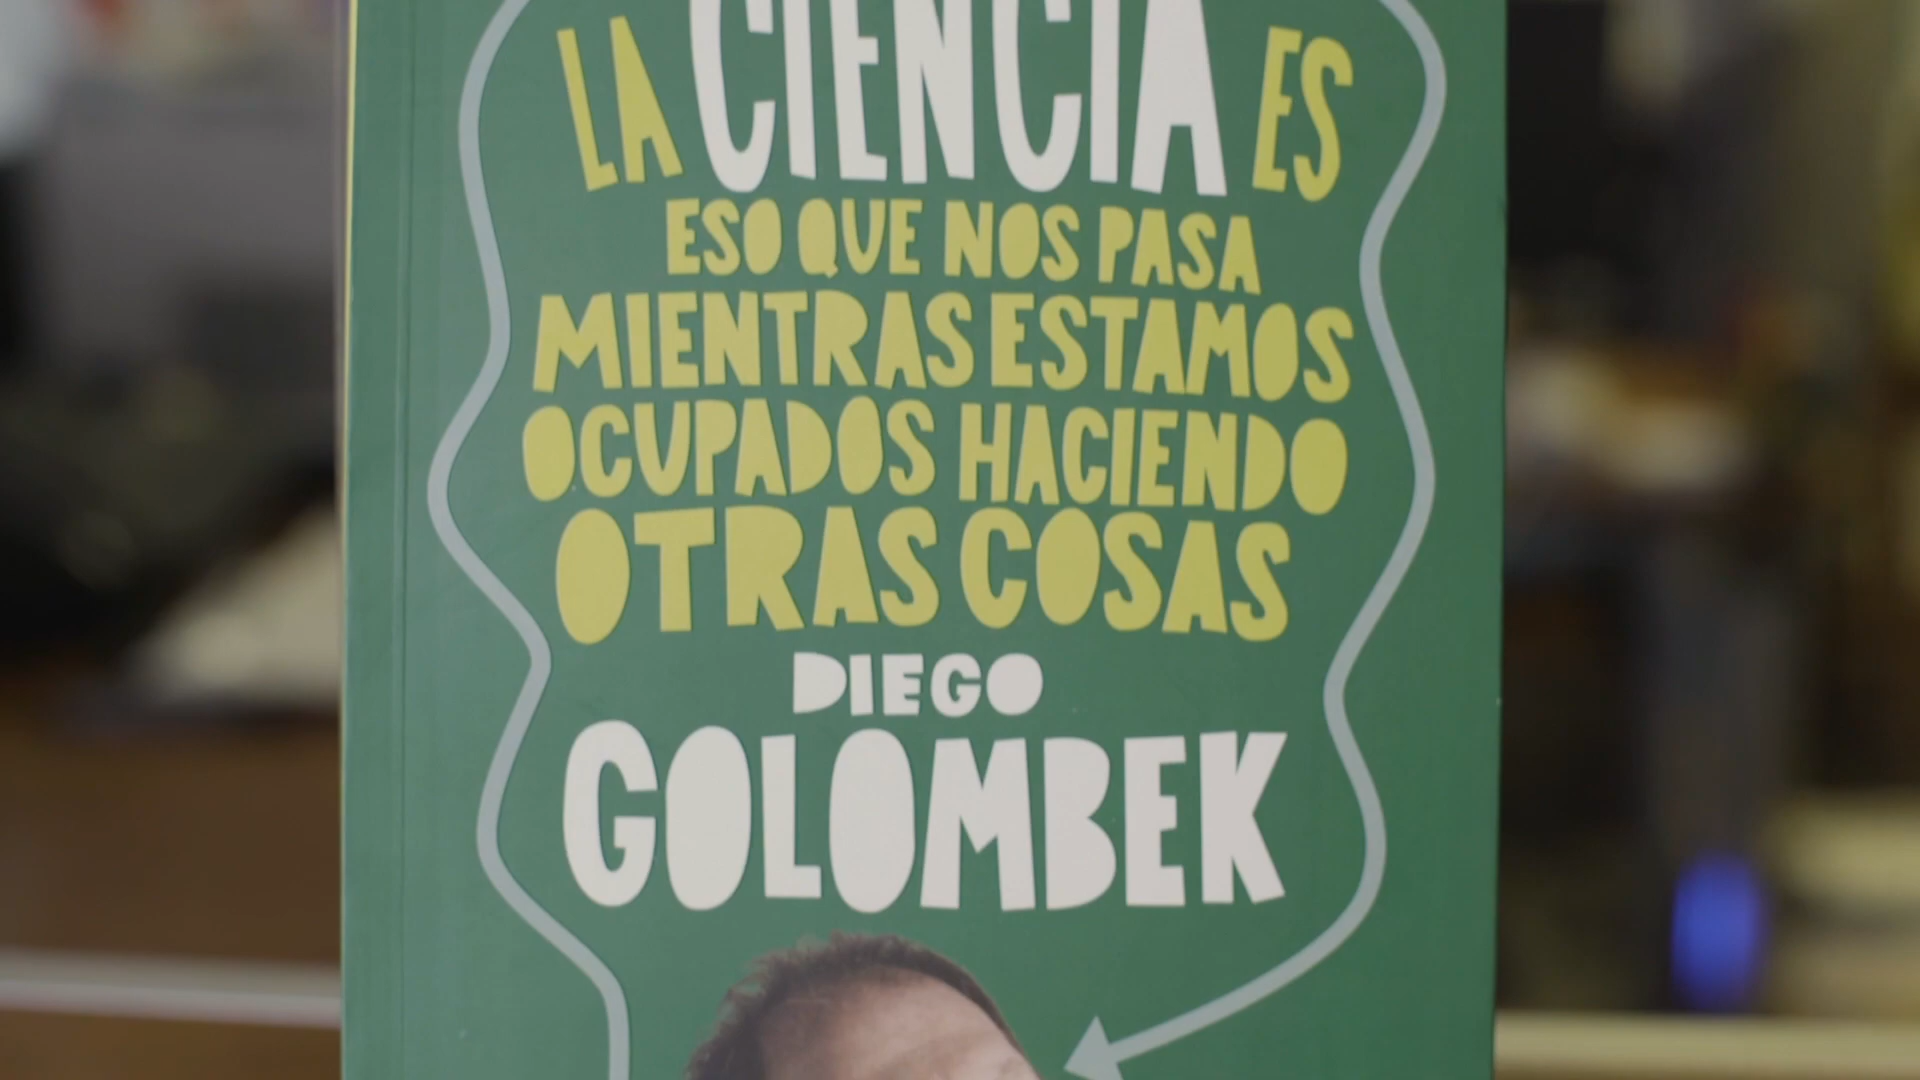 LA CIENCIA ES
ESO QUE NOS PASA
MIENTRAS ESTAMOS
OCUPADOS HACIENDO
OTRAS COSAS
DIEGO
GOLOMBEK